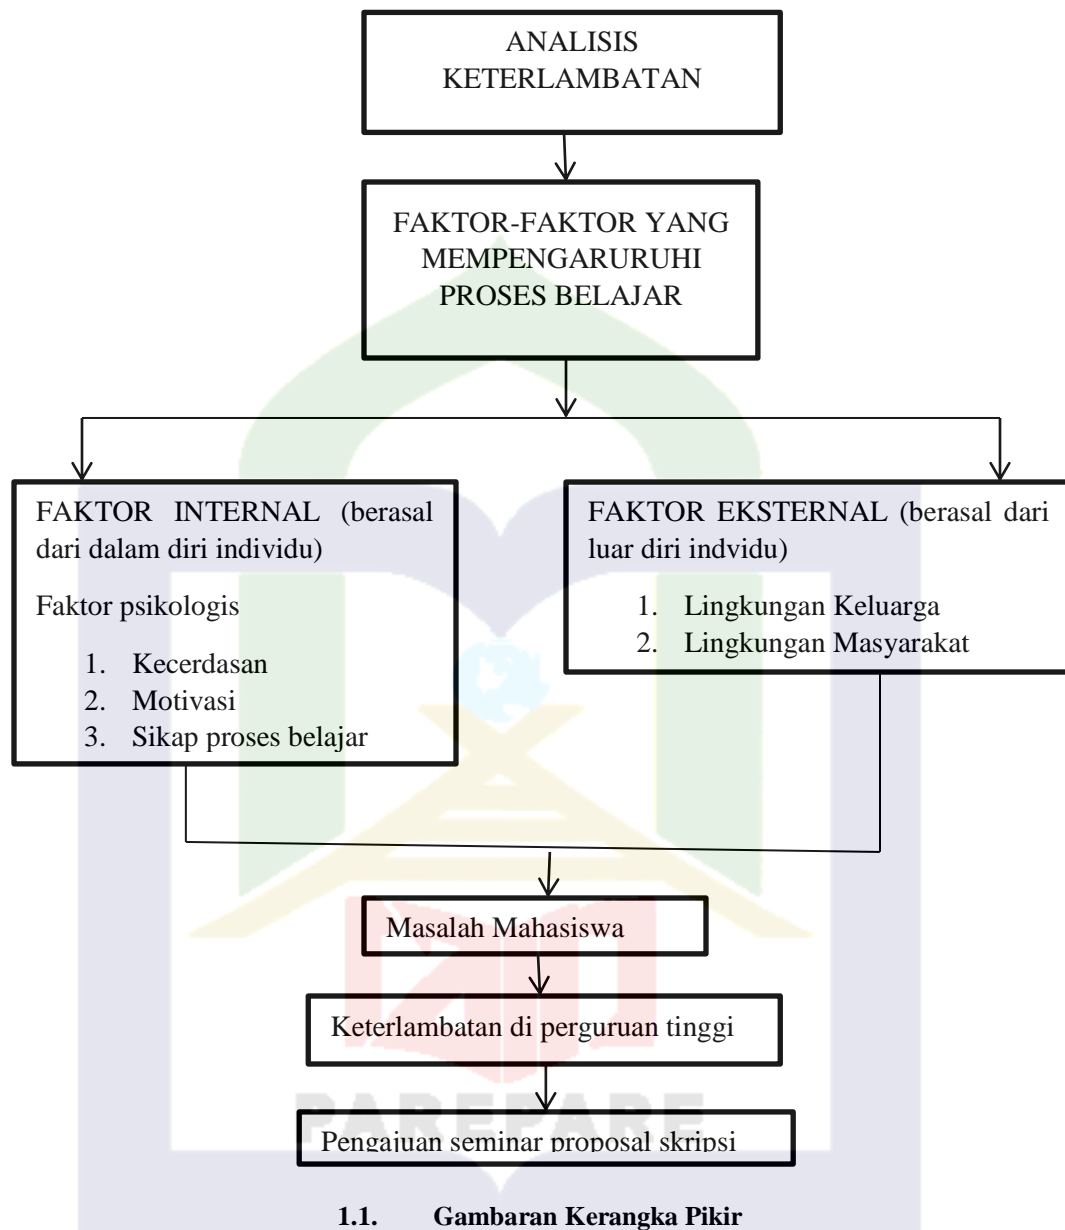 ANALISIS
KETERLAMBATAN
FAKTOR-FAKTOR YANG
MEMPENGARURUHI
PROSES BELAJAR
FAKTOR INTERNAL (berasal
dari dalam diri individu)
Faktor psikologis
1. Kecerdasan
2. Motivasi
3. Sikap proses belajar
FAKTOR EKSTERNAL (berasal dari
luar diri indvidu)
1. Lingkungan Keluarga
2. Lingkungan Masyarakat
Masalah Mahasiswa
Keterlambatan di perguruan tinggi
PAREPARE
Pengajuan seminar proposal skripsi
1.1. Gambaran Kerangka Pikir